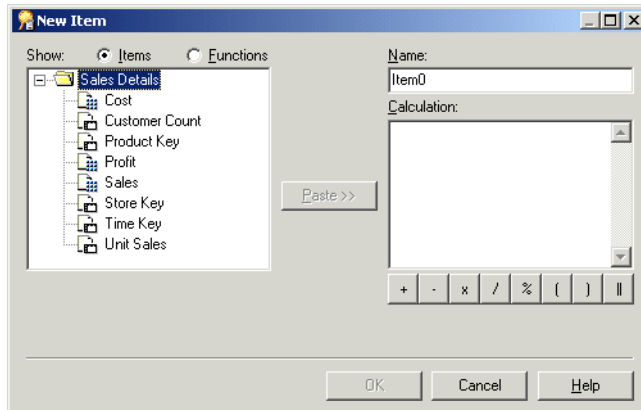 New Item
Show: Items Functions
Sales Details
Cost
Customer Count
Product Key
Profit
Sales
Store Key
Time Key
Unit Sales
Paste >>
Name:
Item0
Calculation:
+ - x / % ( ) ||
OK Cancel Help